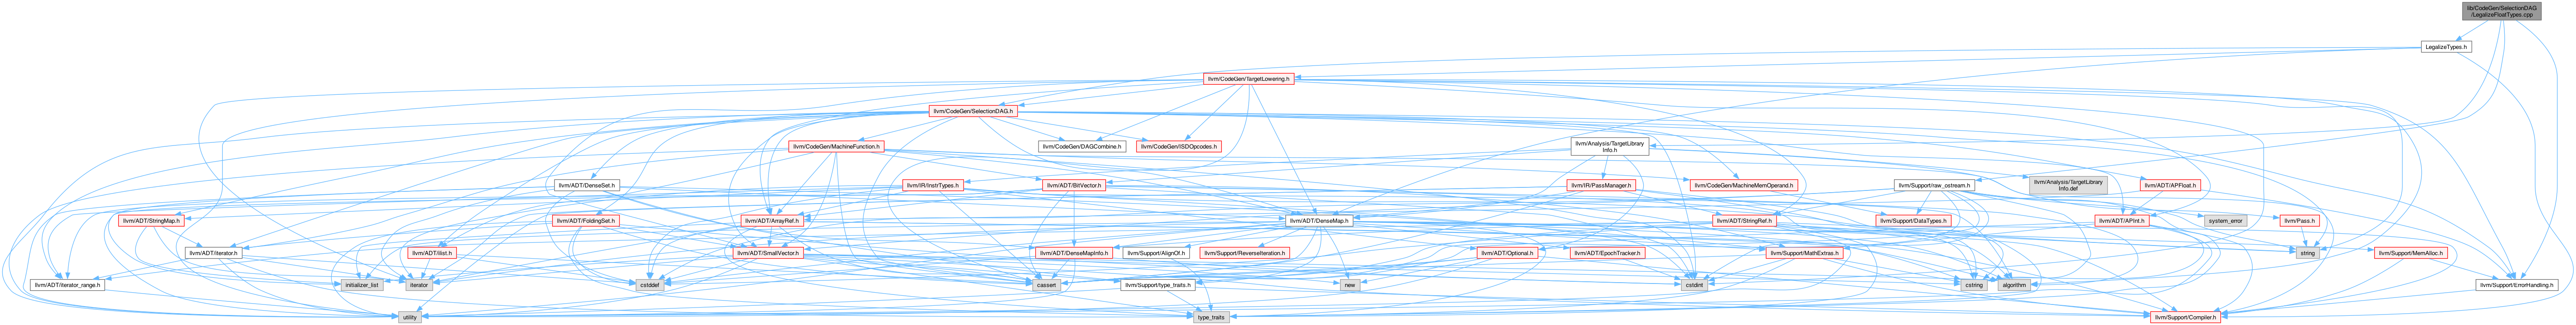 lib/CodeGen/SelectionDAG
/LegalizeFloatTypes.cpp
LegalizeTypes.h
llvm/CodeGen/TargetLowering.h
llvm/CodeGen/SelectionDAG.h
llvm/CodeGen/MachineFunction.h
llvm/CodeGen/DAGCombine.h
llvm/CodeGen/ISDOpcodes.h
llvm/Analysis/TargetLibrary
Info.h
llvm/ADT/DenseSet.h
llvm/IR/InstrTypes.h
llvm/ADT/BitVector.h
llvm/CodeGen/MachineMemOperand.h
llvm/IR/PassManager.h
llvm/Support/raw_ostream.h
llvm/Analysis/TargetLibrary
Info.def
llvm/ADT/APFloat.h
llvm/ADT/StringMap.h
llvm/ADT/FoldingSet.h
llvm/ADT/ArrayRef.h
llvm/ADT/DenseMap.h
llvm/ADT/StringRef.h
llvm/Support/DataTypes.h
llvm/ADT/APInt.h
system_error
llvm/Pass.h
llvm/ADT/iterator.h
llvm/ADT/ilist.h
llvm/ADT/SmallVector.h
llvm/Support/AlignOf.h
llvm/Support/ReverseIteration.h
llvm/ADT/DenseMapInfo.h
llvm/ADT/Optional.h
llvm/ADT/EpochTracker.h
llvm/Support/MathExtras.h
string
llvm/Support/MemAlloc.h
llvm/ADT/iterator_range.h
initializer_list
iterator
cstddef
cassert
llvm/Support/type_traits.h
new
cstdint
cstring
algorithm
llvm/Support/ErrorHandling.h
utility
type_traits
llvm/Support/Compiler.h